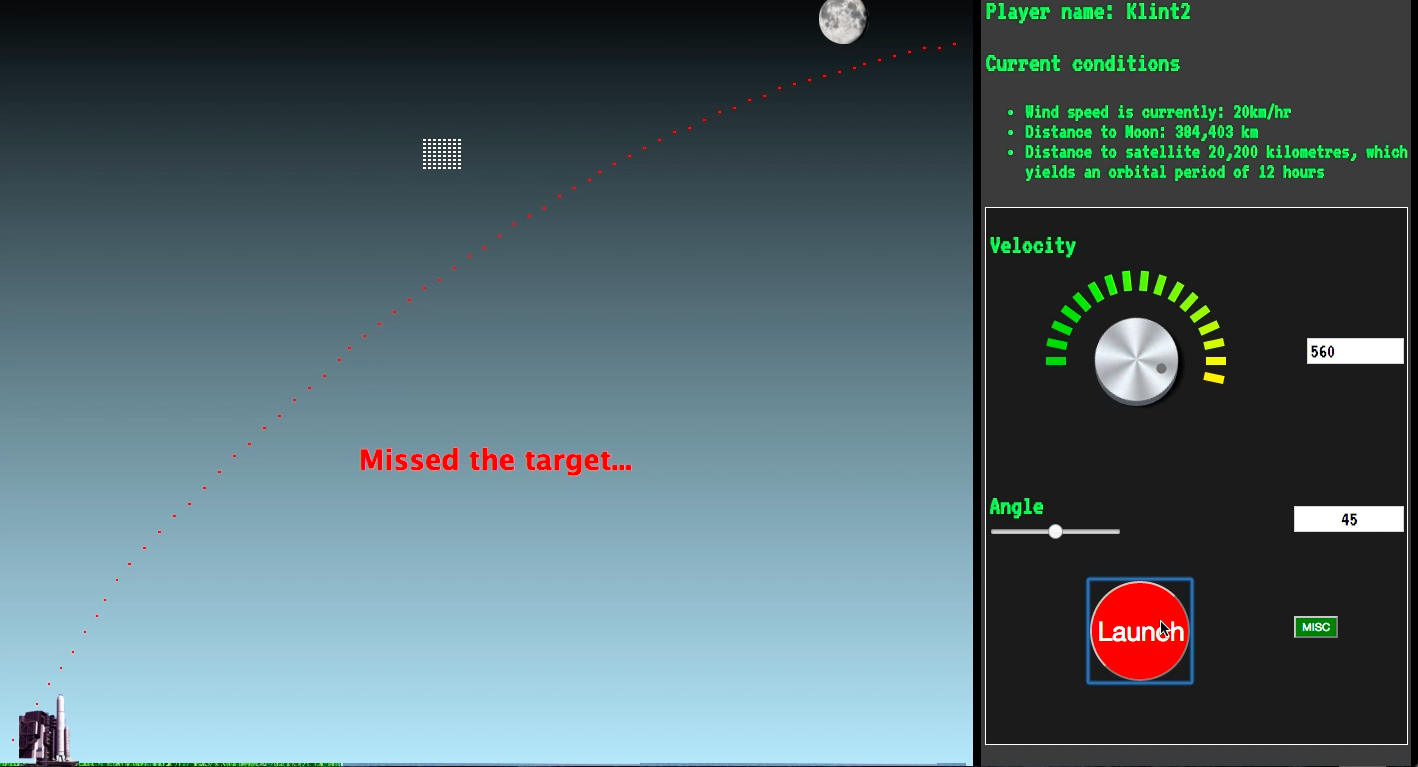 Player name: Klint2
Current conditions
Wind speed is currently: 20km/hr
Distance to Moon: 384,403 km
Distance to satellite 20,200 kilometres, which
yields an orbital period of 12 hours
Velocity
560
Missed the target...
Angle
45
Launch
MISC